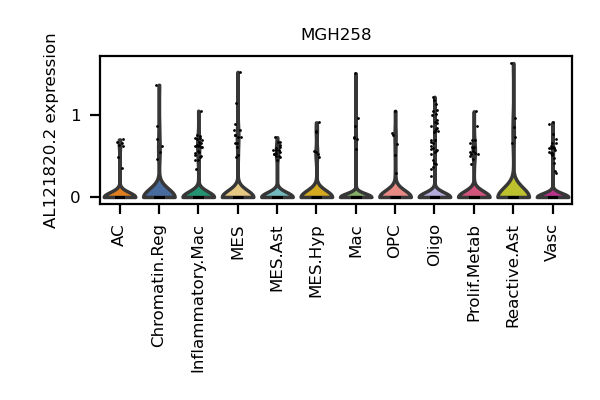 MGH258
AL121820.2 expression
1
0
AC
Chromatin.Reg
Inflammatory.Mac
MES
MES.Ast
MES.Hyp
Mac
OPC
Oligo
Prolif.Metab
Reactive.Ast
Vasc